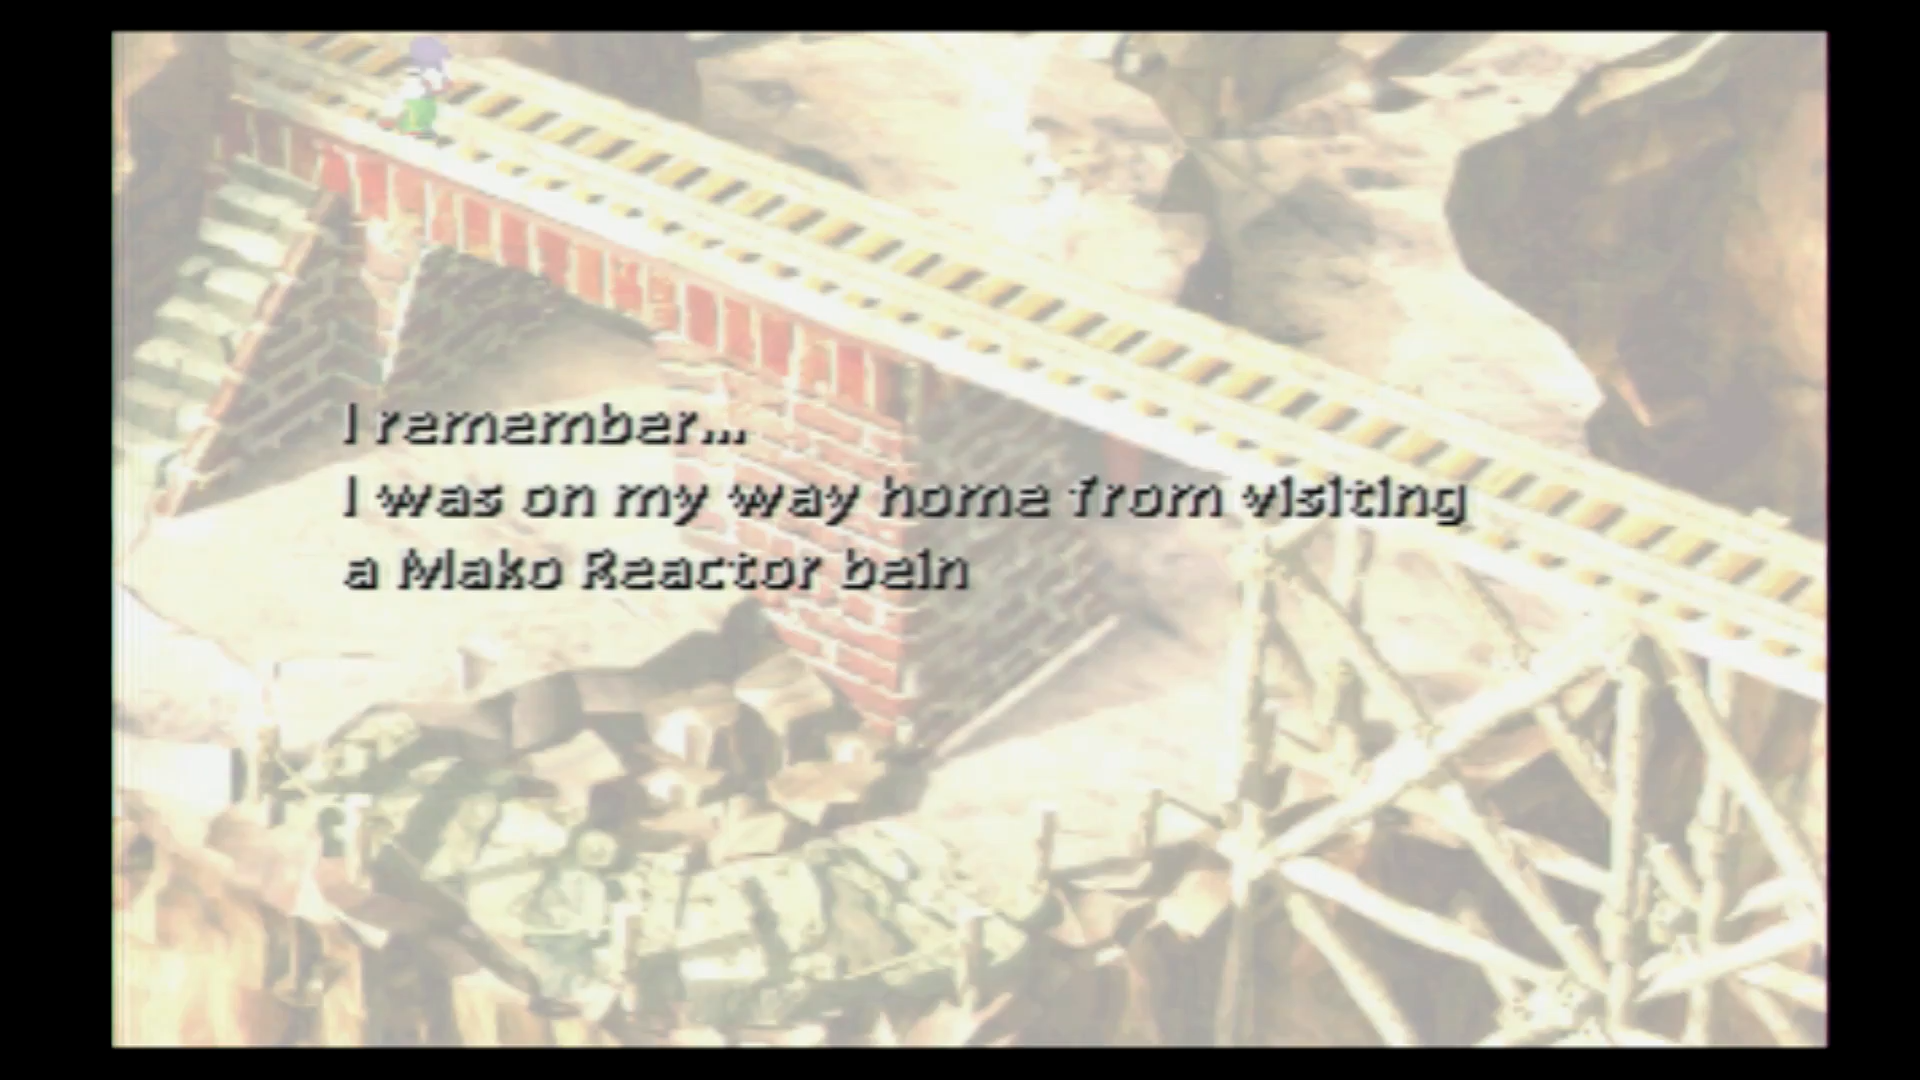 I remember...
I was on my way home from visiting
a Mako Reactor bein